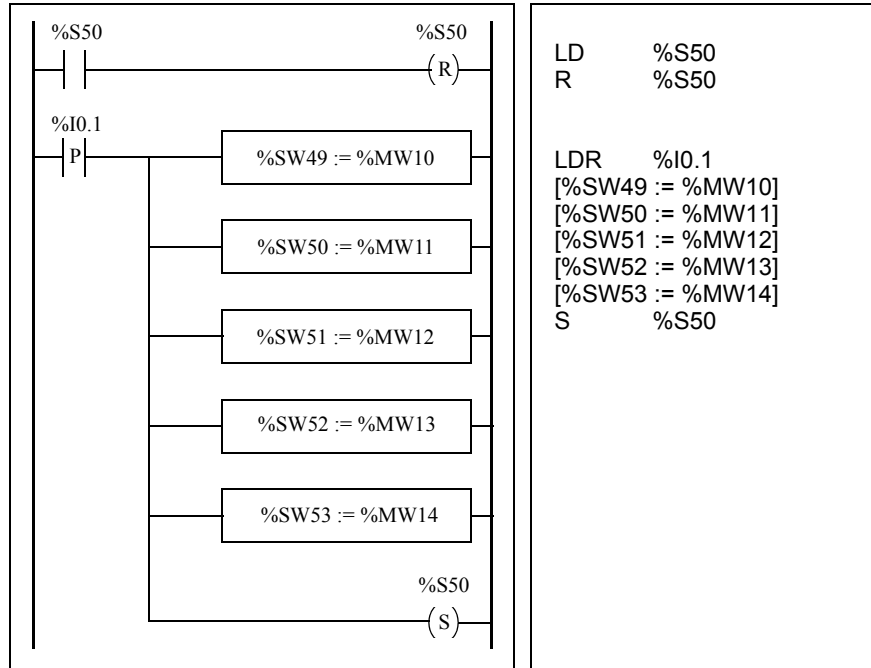 %S50 %S50
( R )
%I0.1
P
%SW49 := %MW10
%SW50 := %MW11
%SW51 := %MW12
%SW52 := %MW13
%SW53 := %MW14
%S50
( S )
LD %S50
R %S50
LDR %I0.1
[%SW49 := %MW10]
[%SW50 := %MW11]
[%SW51 := %MW12]
[%SW52 := %MW13]
[%SW53 := %MW14]
S %S50